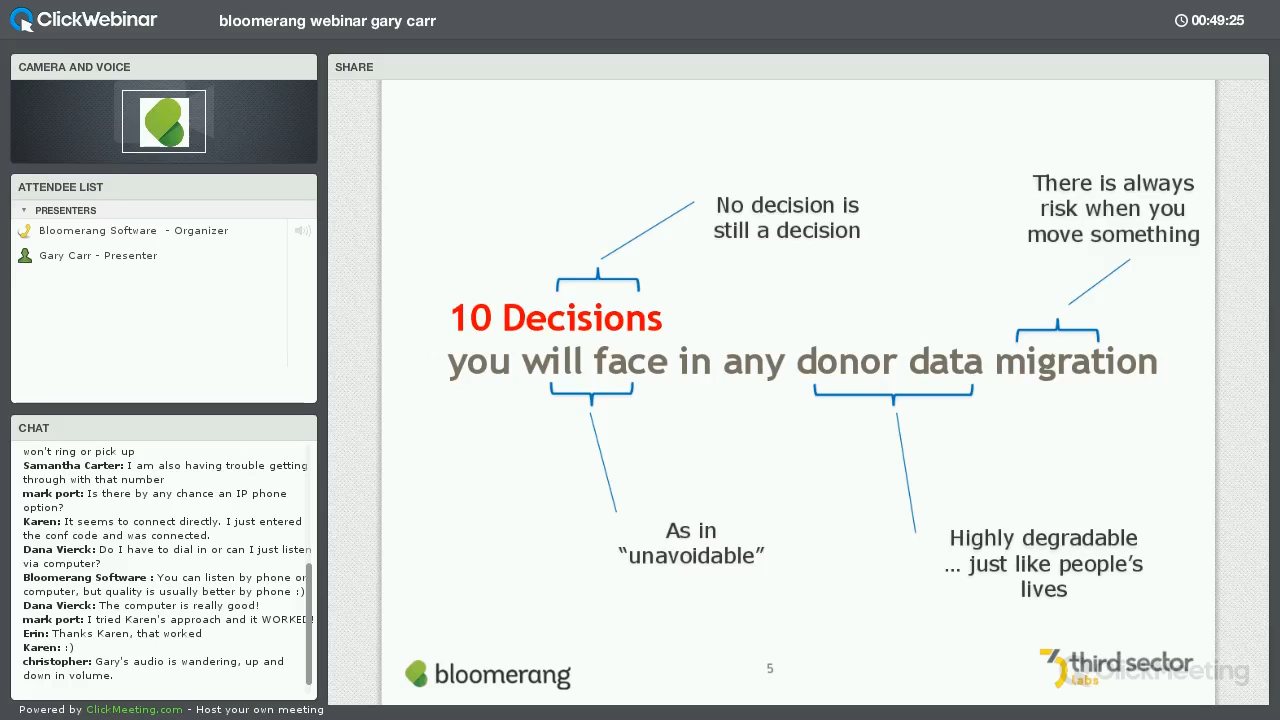 ClickWebinar
bloomerang webinar gary carr
00:49:25
CAMERA AND VOICE
ATTENDEE LIST
PRESENTERS
Bloomerang Software - Organizer
Gary Carr - Presenter
CHAT
won't ring or pick up
Samantha Carter: I am also having trouble getting
through with that number
mark port: Is there by any chance an IP phone
option?
Karen: It seems to connect directly. I just entered
the conf code and was connected.
Dana Vierck: Do I have to dial in or can I just listen
via computer?
Bloomerang Software : You can listen by phone or
computer, but quality is usually better by phone :)
Dana Vierck: The computer is really good!
mark port: I tried Karen's approach and it WORKED!
Erin: Thanks Karen, that worked
Karen: :)
christopher: Gary's audio is wandering, up and
down in volume.
Powered by ClickMeeting.com - Host your own meeting
SHARE
No decision is
still a decision
There is always
risk when you
move something
10 Decisions
you will face in any donor data migration
As in
“unavoidable”
Highly degradable
... just like people’s
lives
bloomerang
5
third sector
Labs
ClickMeeting